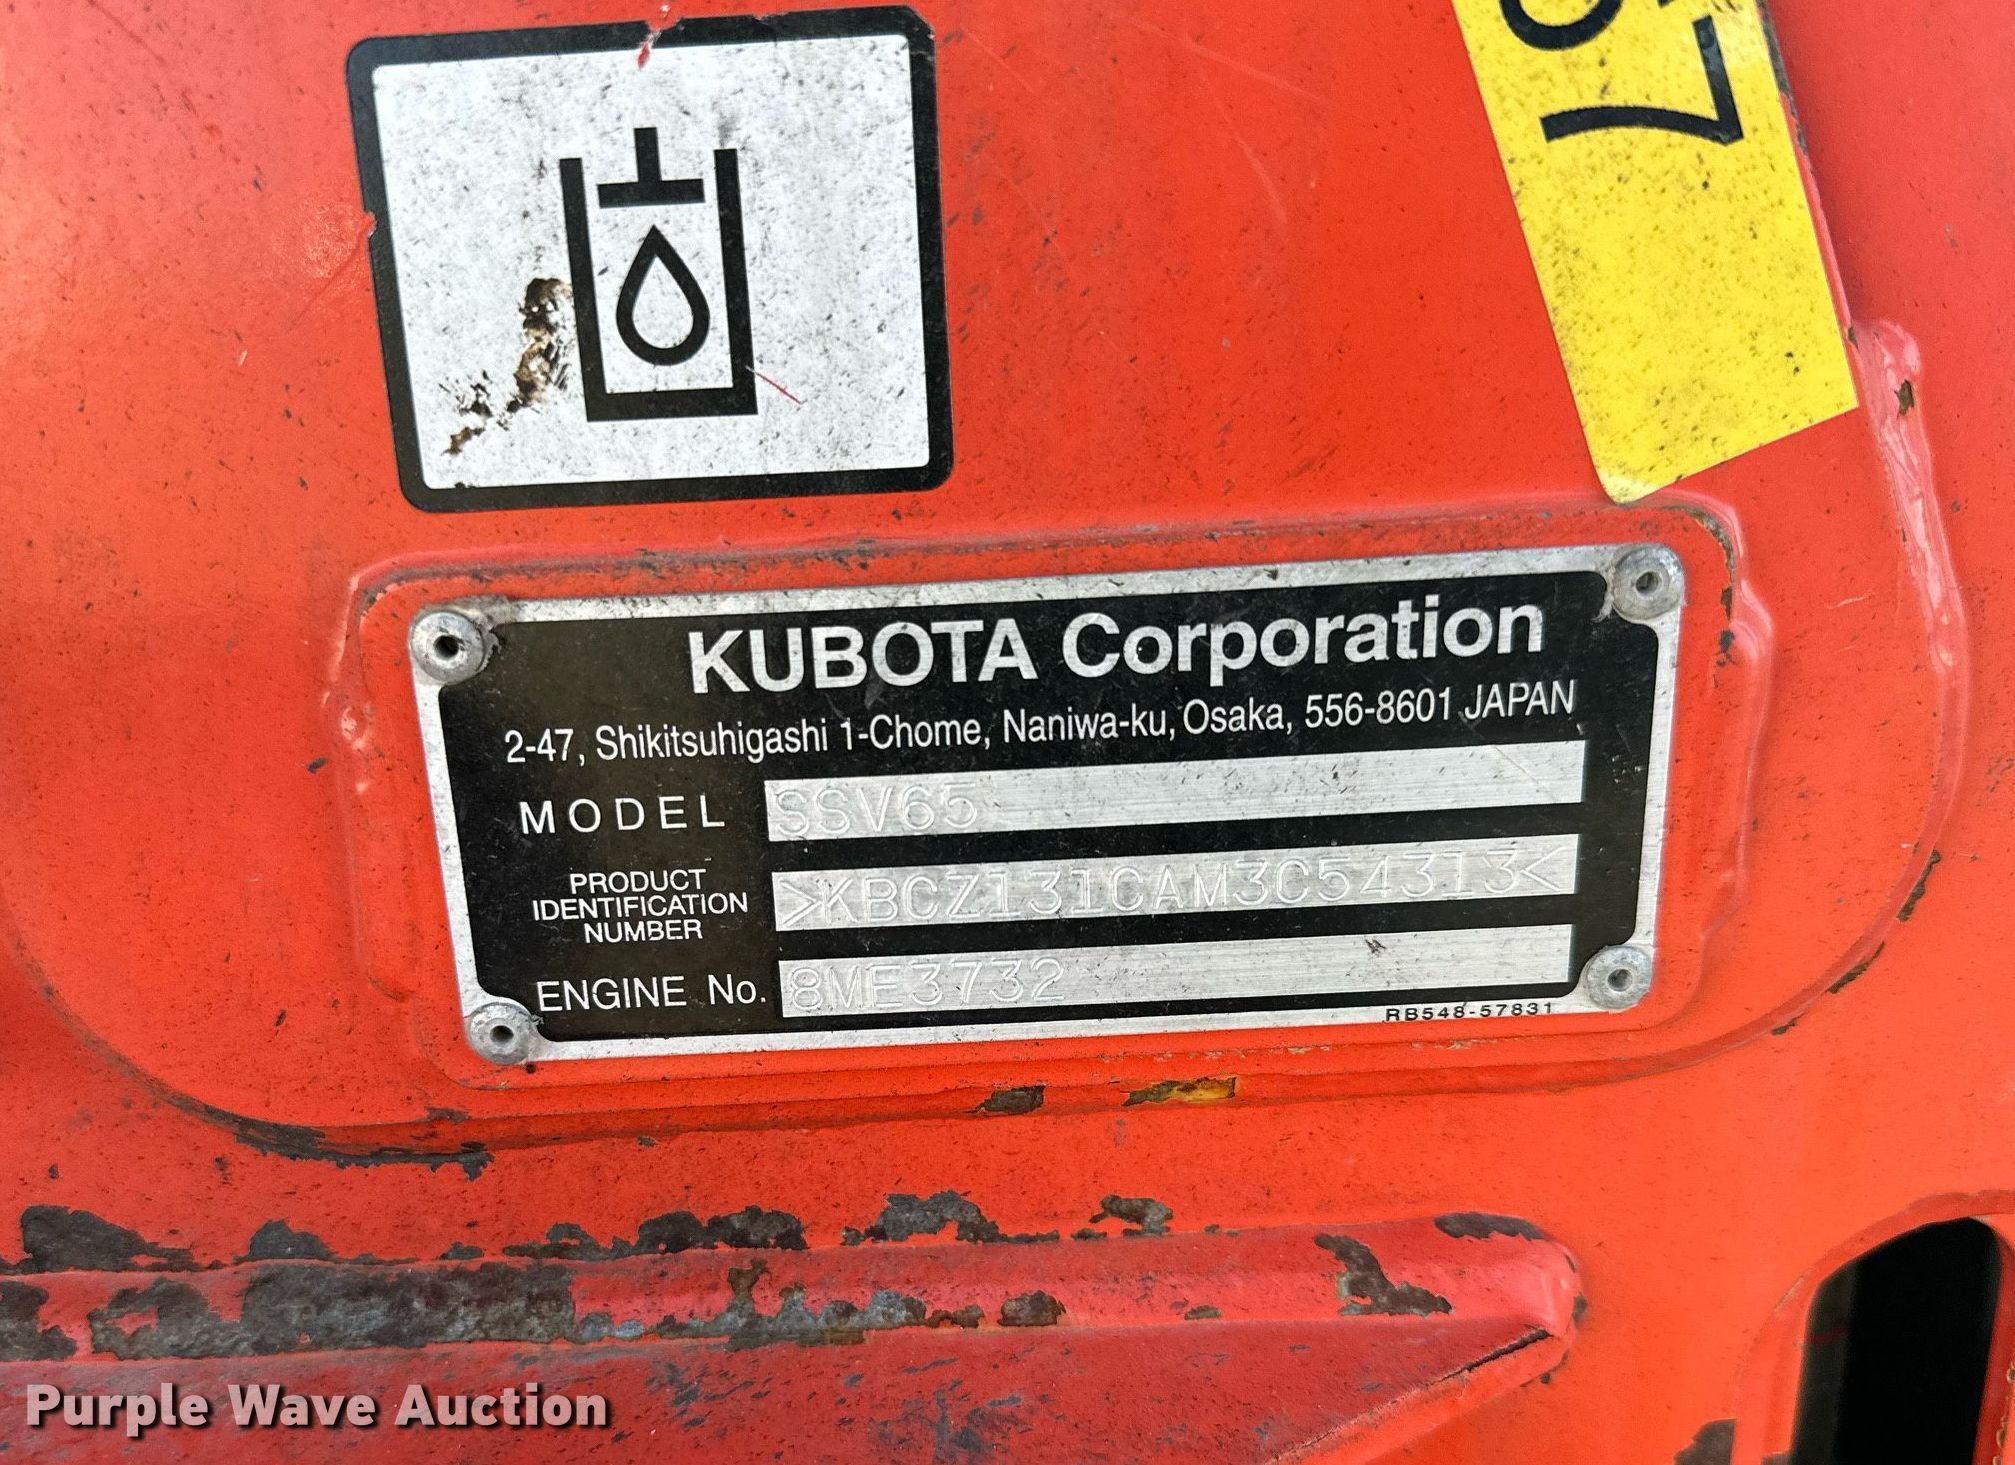 KUBOTA Corporation
2-47, Shikitsuhigashi 1-Chome, Naniwa-ku, Osaka, 556-8601 JAPAN
MODEL SSV65
PRODUCT
IDENTIFICATION
NUMBER
>KBCZ131CAM3C54313<
ENGINE No. 8ME3732
RB548-57831
Purple Wave Auction